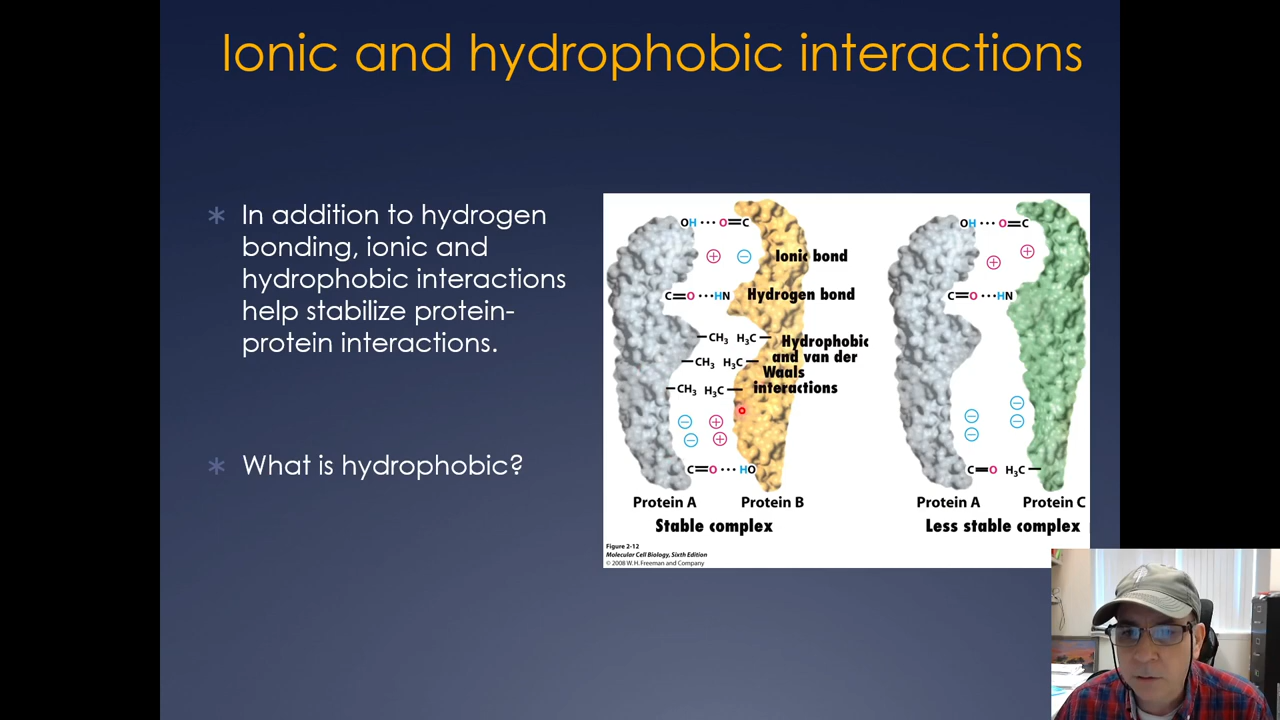 Ionic and hydrophobic interactions
* In addition to hydrogen
bonding, ionic and
hydrophobic interactions
help stabilize protein-
protein interactions.
* What is hydrophobic?
OH ··· O=C
+ −
Ionic bond
C=O ··· HN
Hydrogen bond
–CH₃ H₃C–
–CH₃ H₃C–
–CH₃ H₃C–
Hydrophobic
and van der
Waals
interactions
− +
− +
C=O ··· HO
Protein A Protein B
Stable complex
OH ··· O=C
+ +
C=O ··· HN
− −
− −
C=O H₃C–
Protein A Protein C
Less stable complex
Figure 2-12
Molecular Cell Biology, Sixth Edition
© 2008 W.H. Freeman and Company